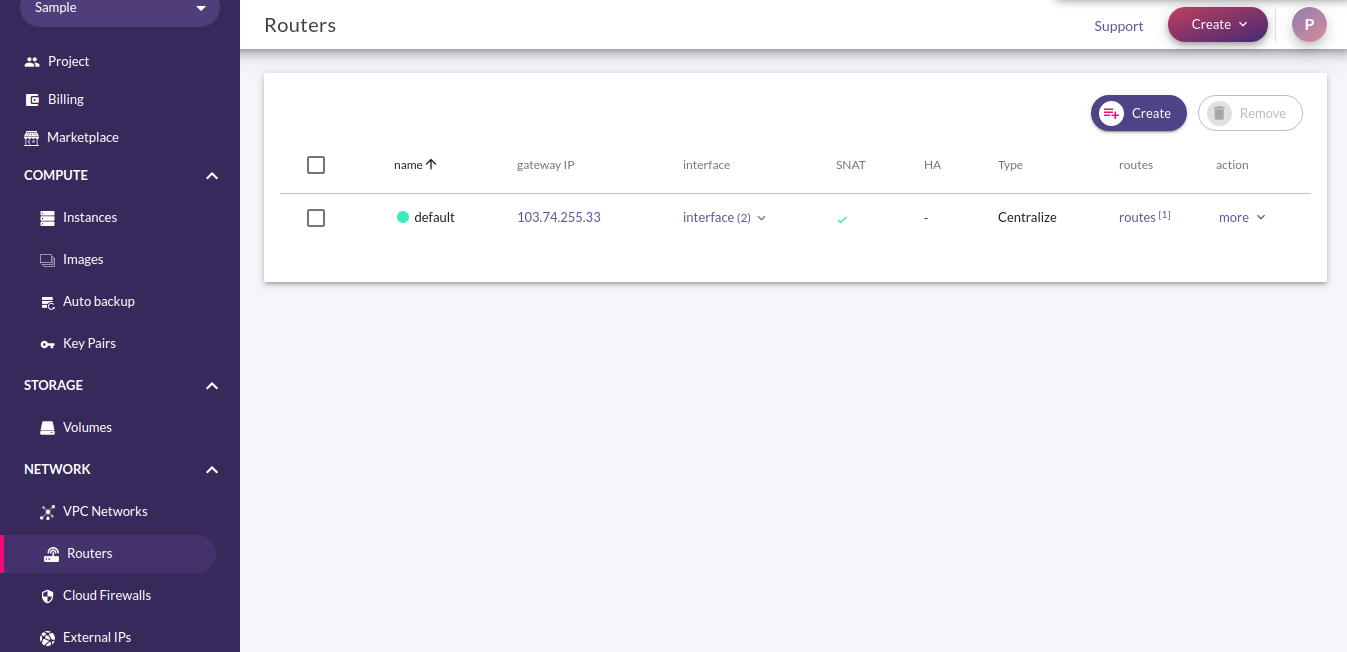 Sample
Project
Billing
Marketplace
COMPUTE
Instances
Images
Auto backup
Key Pairs
STORAGE
Volumes
NETWORK
VPC Networks
Routers
Cloud Firewalls
External IPs
Routers
Support
Create
P
Create
Remove
name gateway IP interface SNAT HA Type routes action
default 103.74.255.33 interface (2) - Centralize routes [1] more